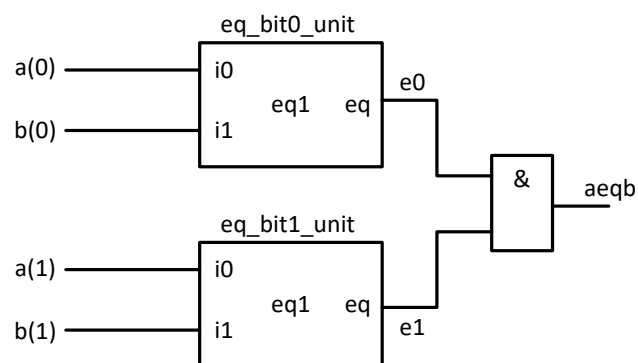 eq_bit0_unit
a(0)
i0
e0
eq1
eq
b(0)
i1
&
aeqb
eq_bit1_unit
a(1)
i0
eq1
eq
b(1)
i1
e1